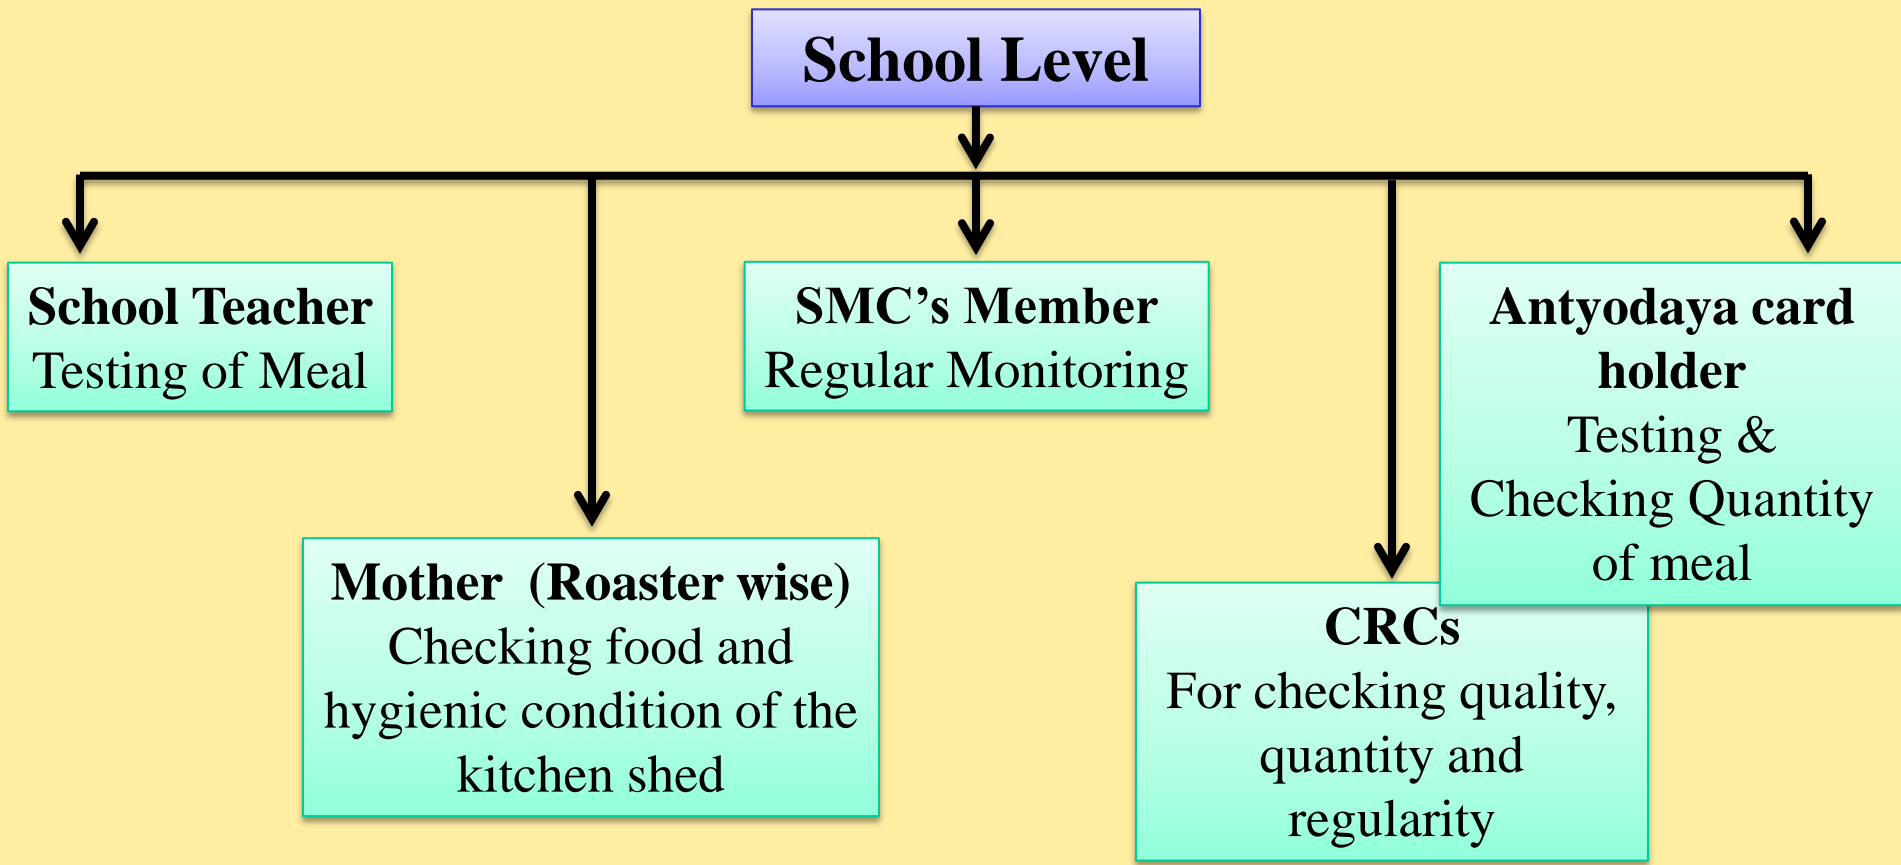 School Level
School Teacher
Testing of Meal
Mother (Roaster wise)
Checking food and
hygienic condition of the
kitchen shed
SMC’s Member
Regular Monitoring
CRCs
For checking quality,
quantity and
regularity
Antyodaya card
holder
Testing &
Checking Quantity
of meal